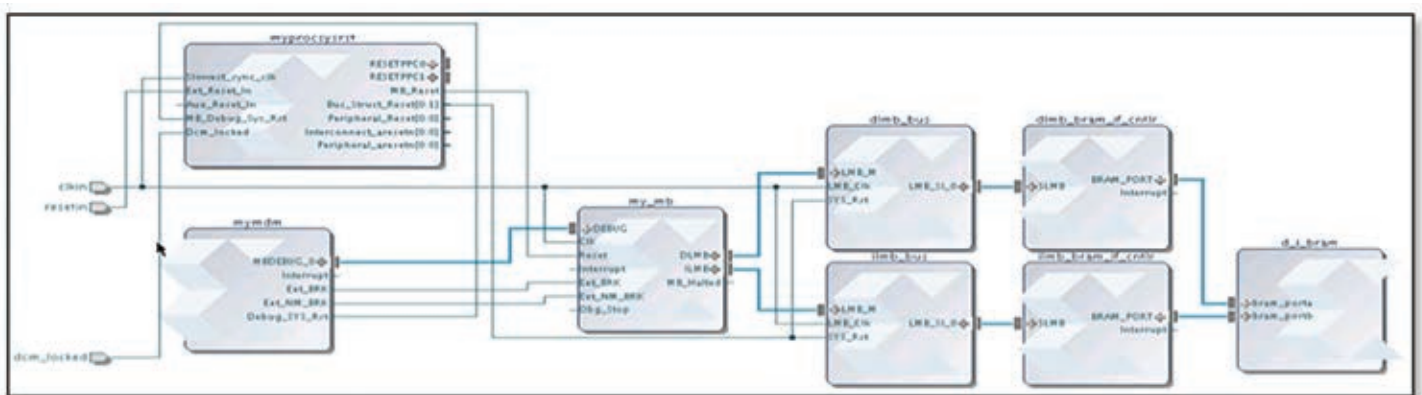 myprocsysrst
Slowest_sync_clk
Ext_Reset_In
Aux_Reset_In
MB_Debug_Sys_Rst
Dcm_locked
RESETPPC0
RESETPPC1
MB_Reset
Bus_Struct_Reset[0:1]
Peripheral_Reset[0:0]
Interconnect_aresetn[0:0]
Peripheral_aresetn[0:0]
clkin
resetin
dcm_locked
mymdm
MBDEBUG_0
Interrupt
Ext_BRK
Ext_NM_BRK
Debug_SYS_Rst
my_mb
DEBUG
Clk
Reset
Interrupt
Ext_BRK
Ext_NM_BRK
Dbg_Stop
DLMB
ILMB
MB_Halted
dlmb_bus
LMB_M
LMB_Clk
SYS_Rst
LMB_Sl_0
dlmb_bram_if_cntlr
SLMB
BRAM_PORT
Interrupt
ilmb_bus
LMB_M
LMB_Clk
SYS_Rst
LMB_Sl_0
ilmb_bram_if_cntlr
SLMB
BRAM_PORT
Interrupt
d_i_bram
bram_porta
bram_portb